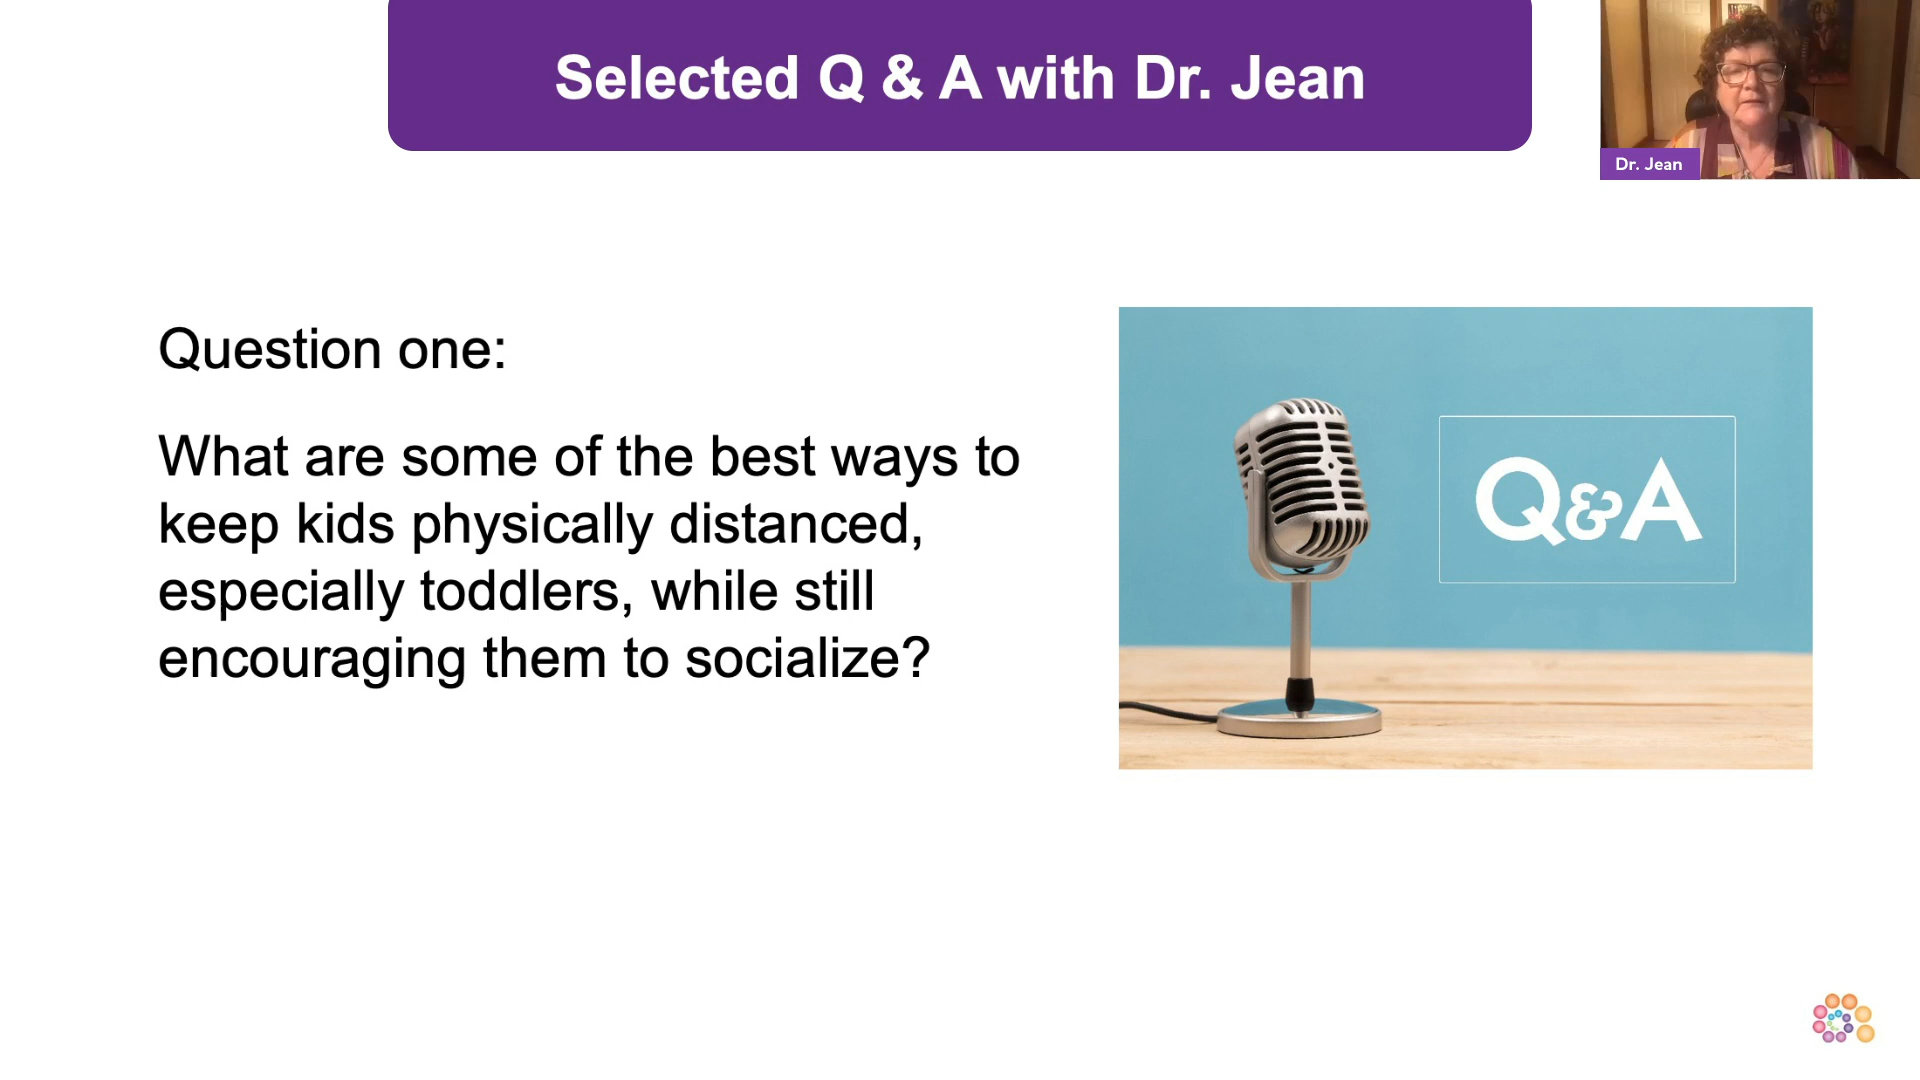 Selected Q & A with Dr. Jean
Dr. Jean
Question one:
What are some of the best ways to
keep kids physically distanced,
especially toddlers, while still
encouraging them to socialize?
Q&A